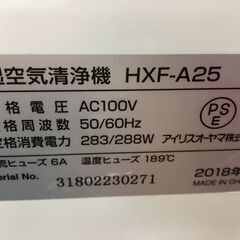 型空気清浄機 HXF-A25
格電圧 AC100V
格周波数 50/60Hz
定格消費電力 283/288W
流ヒューズ 6A 温度ヒューズ 189℃
erial No. 31802230271
PS
E
アイリスオーヤマ株式
2018年
MADE IN CH